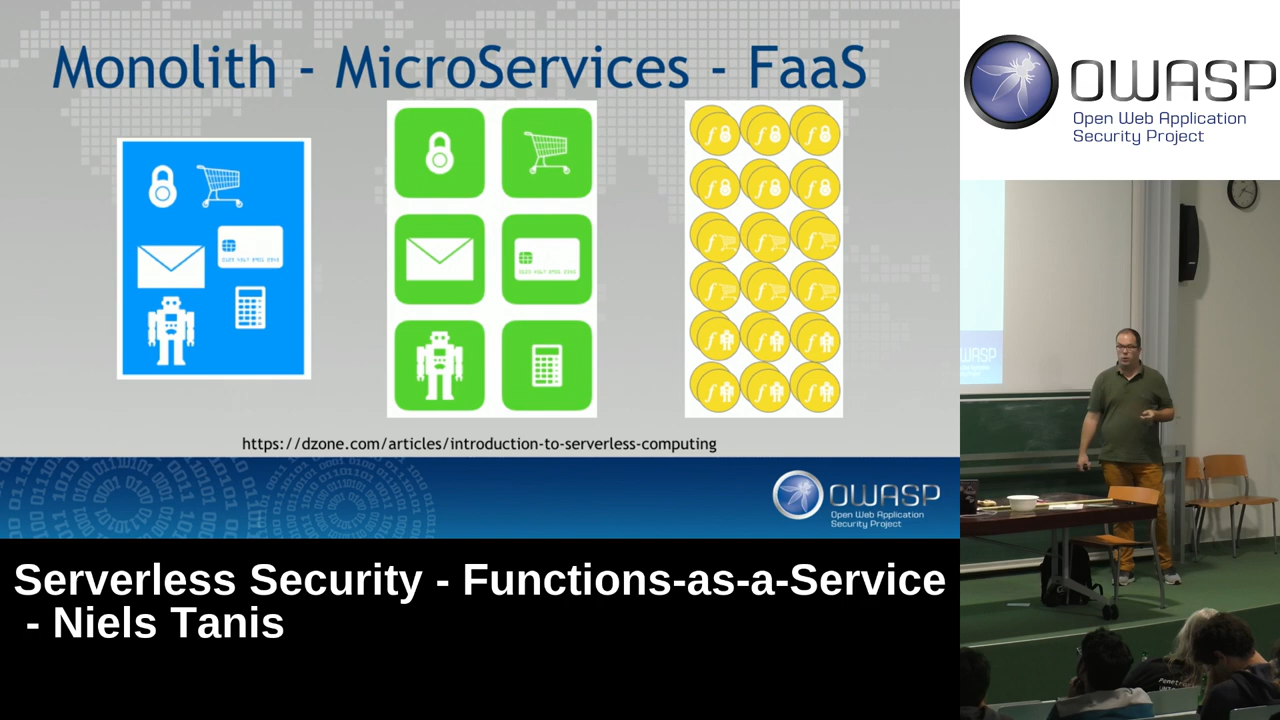 Monolith - MicroServices - FaaS
https://dzone.com/articles/introduction-to-serverless-computing
OWASP
Open Web Application
Security Project
Serverless Security - Functions-as-a-Service
- Niels Tanis
OWASP
Open Web Application
Security Project
WASP